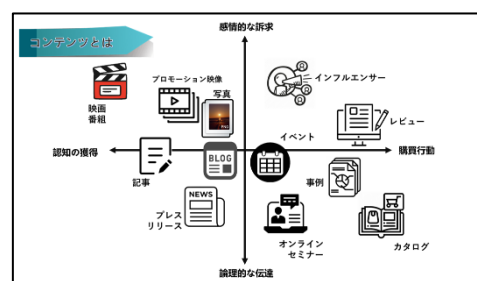 コンテンツとは
感情的な訴求
映画
番組
プロモーション映像
写真
インフルエンサー
レビュー
イベント
認知の獲得
購買行動
記事
BLOG
事例
NEWS
プレス
リリース
オンライン
セミナー
カタログ
論理的な伝達